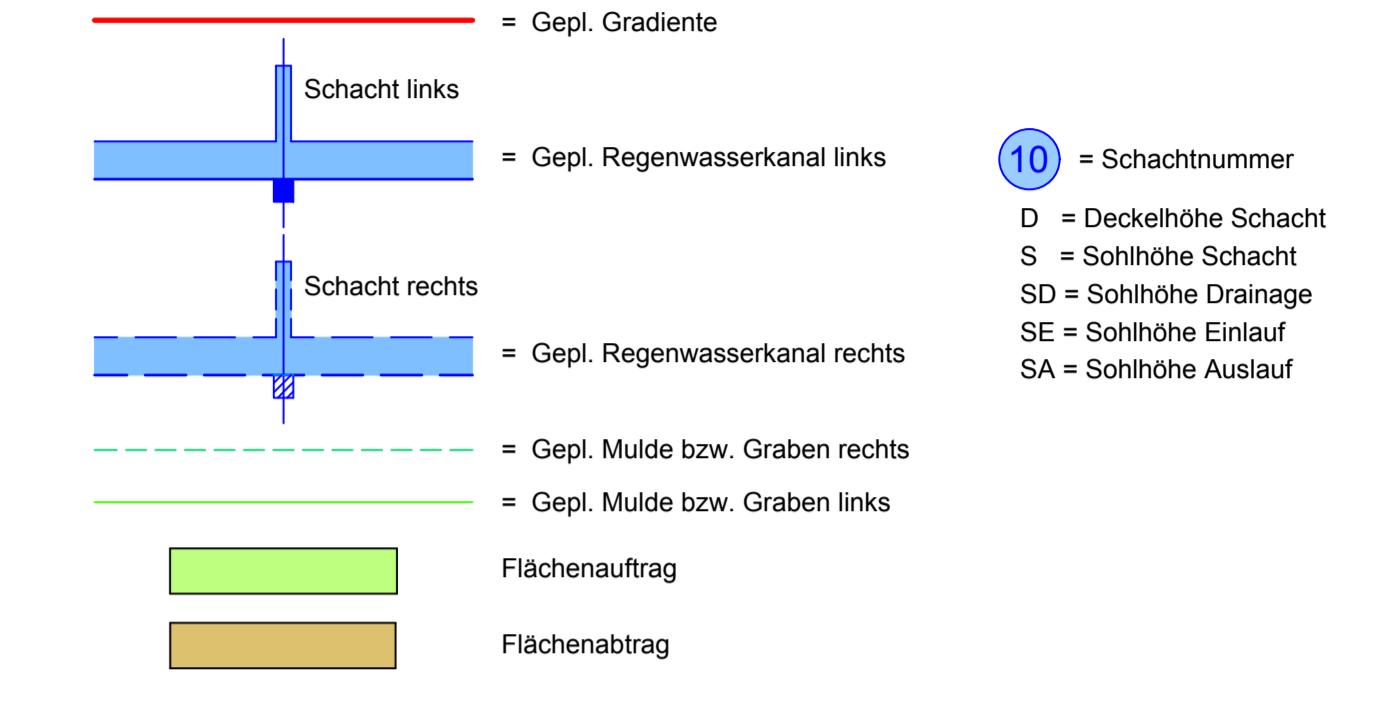 = Gepl. Gradiente
Schacht links
= Gepl. Regenwasserkanal links
Schacht rechts
= Gepl. Regenwasserkanal rechts
= Gepl. Mulde bzw. Graben rechts
= Gepl. Mulde bzw. Graben links
Flächenauftrag
Flächenabtrag
10 = Schachtnummer
D = Deckelhöhe Schacht
S = Sohlhöhe Schacht
SD = Sohlhöhe Drainage
SE = Sohlhöhe Einlauf
SA = Sohlhöhe Auslauf